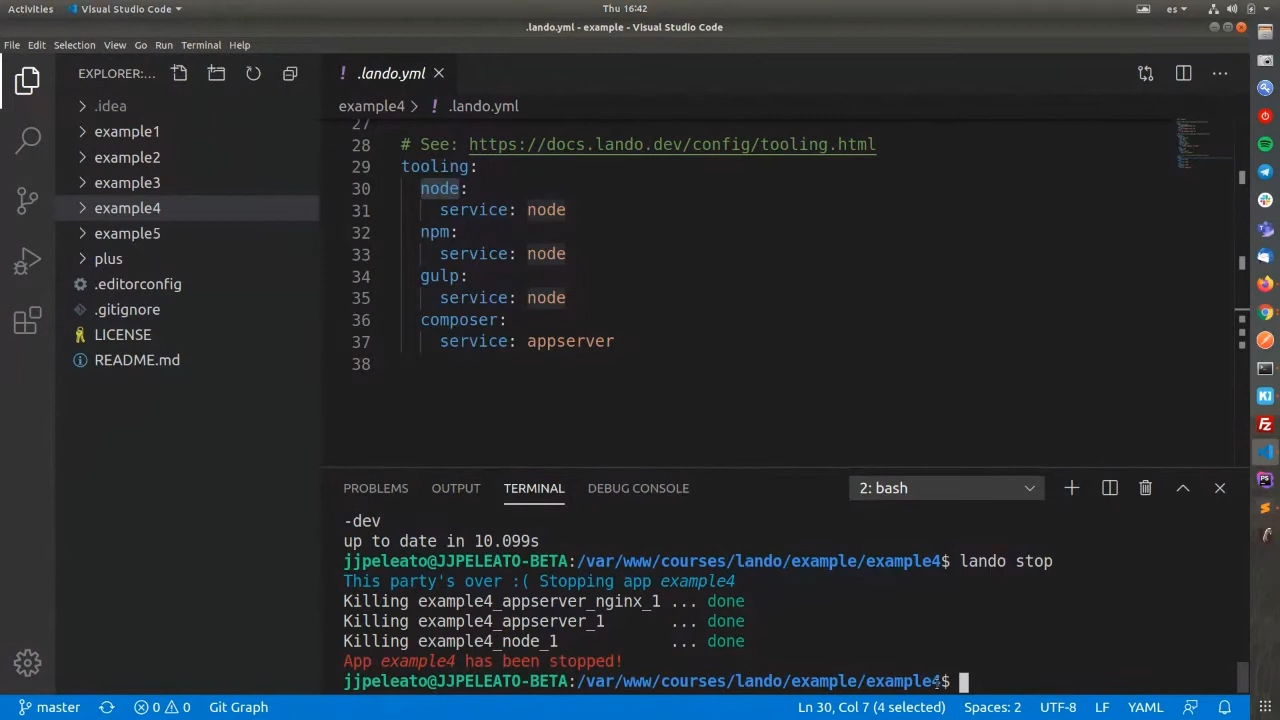 Activities
Visual Studio Code
Thu 16:42
es
.lando.yml - example - Visual Studio Code
File Edit Selection View Go Run Terminal Help
EXPLORER:...
.lando.yml
example4 > .lando.yml
.idea
example1
example2
example3
example4
example5
plus
.editorconfig
.gitignore
LICENSE
README.md
27
28 # See: https://docs.lando.dev/config/tooling.html
29 tooling:
30 node:
31 service: node
32 npm:
33 service: node
34 gulp:
35 service: node
36 composer:
37 service: appserver
38
PROBLEMS OUTPUT TERMINAL DEBUG CONSOLE
2: bash
-dev
up to date in 10.099s
jjpeleato@JJPELEATO-BETA:/var/www/courses/lando/example/example4$ lando stop
This party's over :( Stopping app example4
Killing example4_appserver_nginx_1 ... done
Killing example4_appserver_1 ... done
Killing example4_node_1 ... done
App example4 has been stopped!
jjpeleato@JJPELEATO-BETA:/var/www/courses/lando/example/example4$
master
0 0
Git Graph
Ln 30, Col 7 (4 selected)
Spaces: 2
UTF-8
LF
YAML